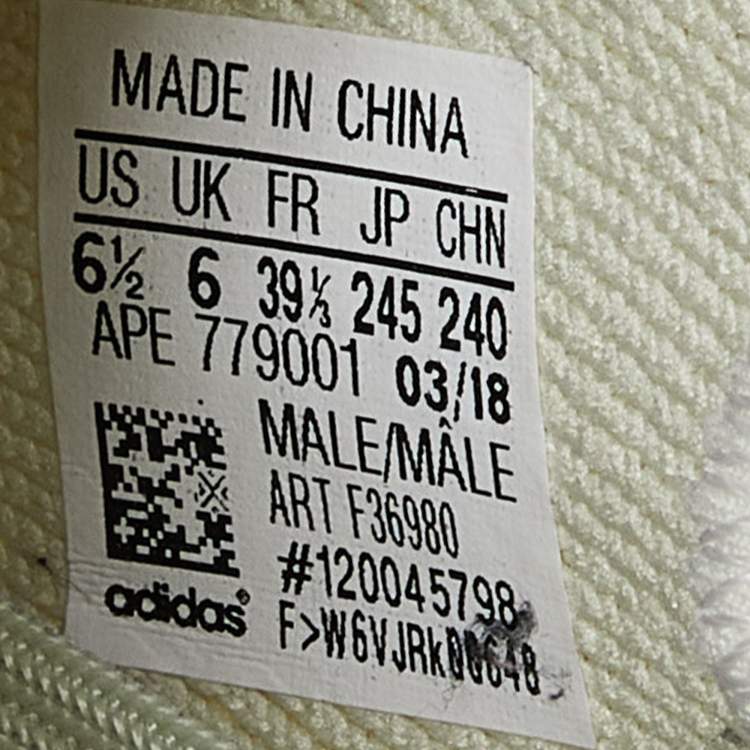 MADE IN CHINA
US UK FR JP CHN
6½ 6 39⅓ 245 240
APE 779001 03/18
MALE/MÂLE
ART F36980
#120045798
adidas®